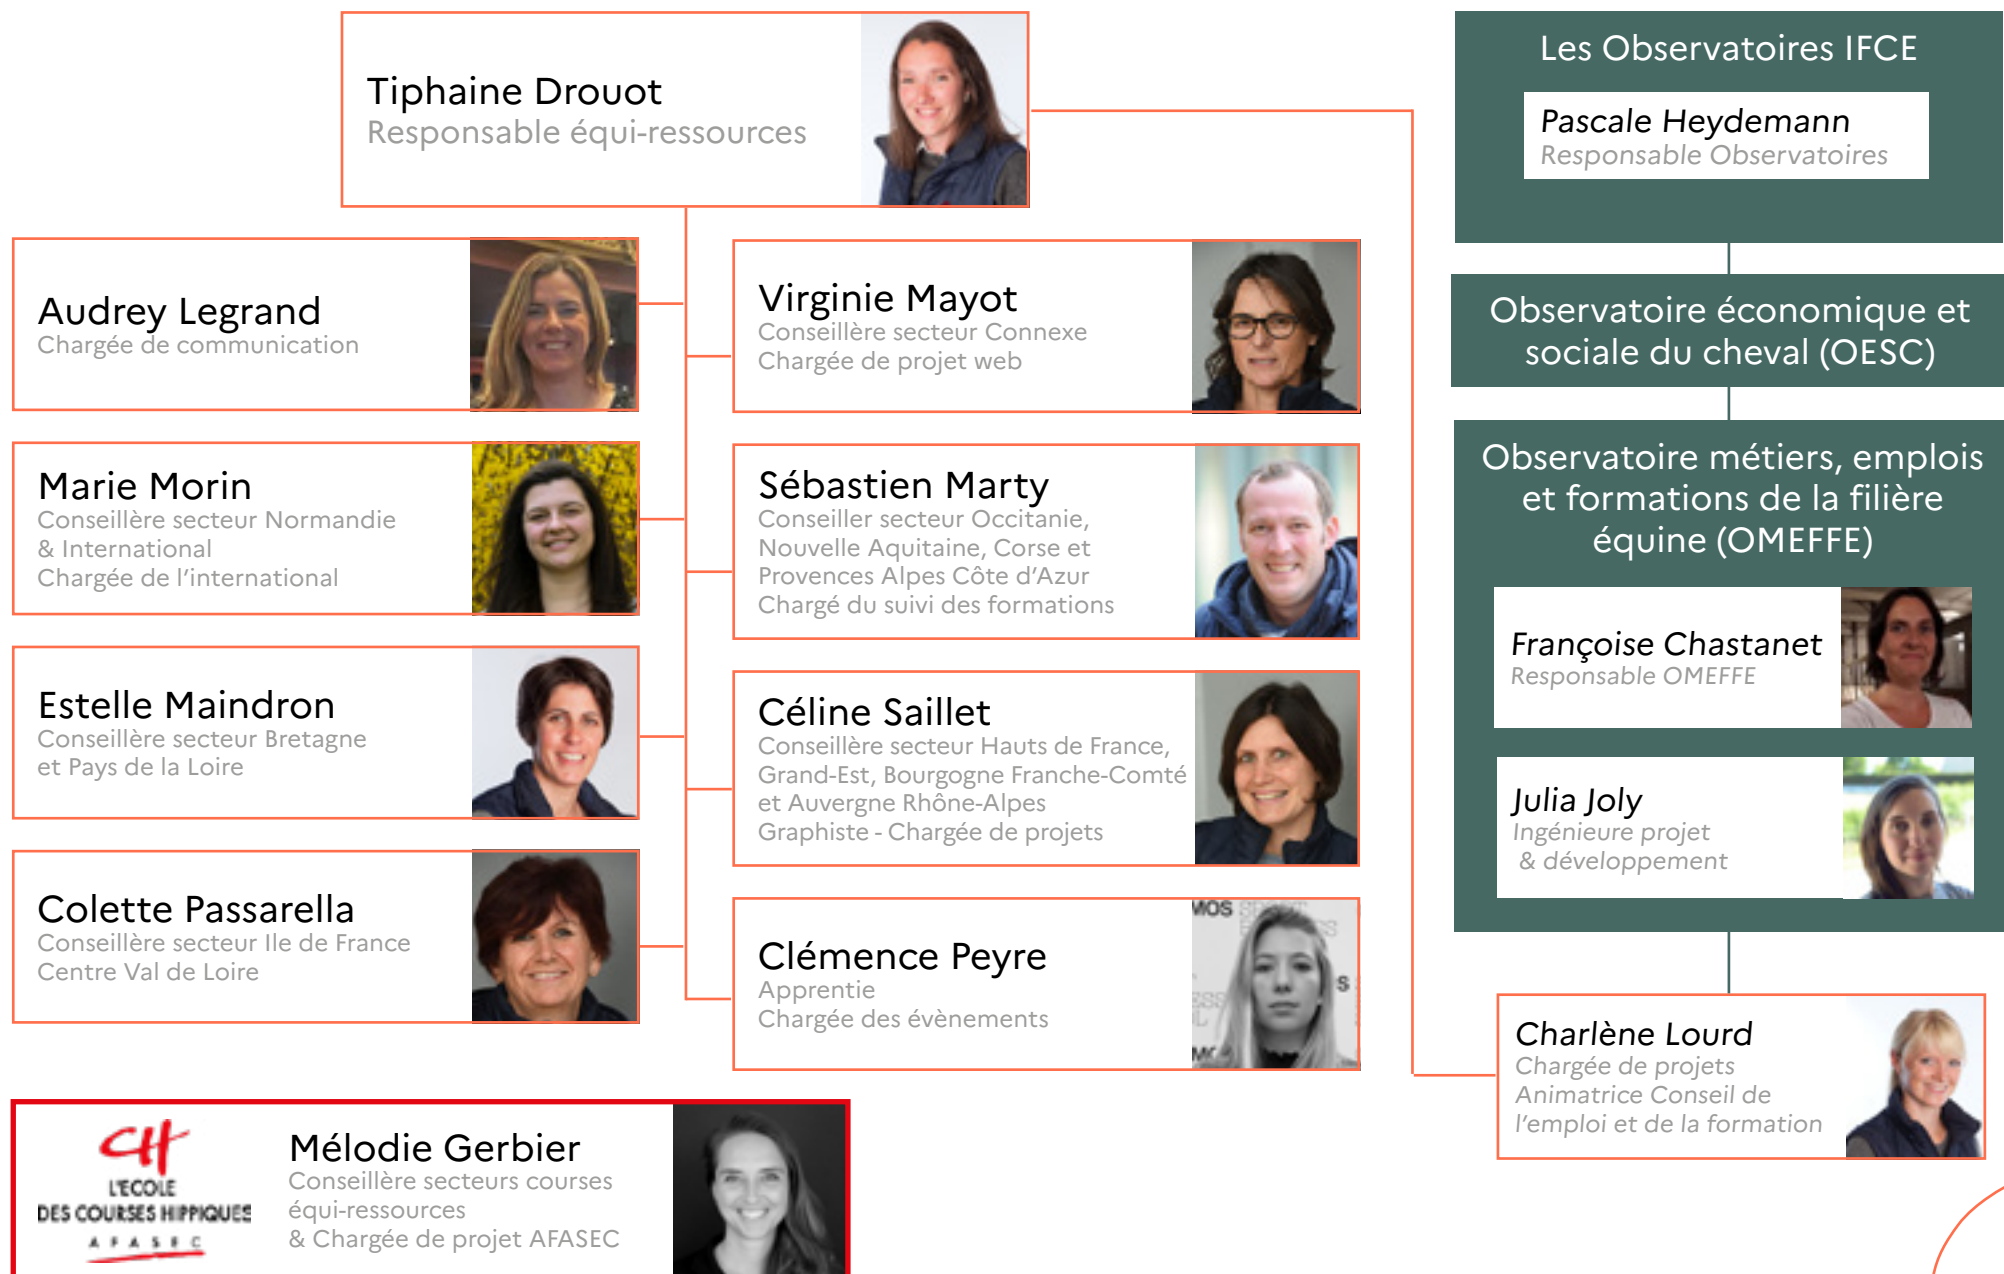 Tiphaine Drouot
Responsable équi-ressources
Audrey Legrand
Chargée de communication
Marie Morin
Conseillère secteur Normandie
& International
Chargée de l'international
Estelle Maindron
Conseillère secteur Bretagne
et Pays de la Loire
Colette Passarella
Conseillère secteur Ile de France
Centre Val de Loire
Virginie Mayot
Conseillère secteur Connexe
Chargée de projet web
Sébastien Marty
Conseiller secteur Occitanie,
Nouvelle Aquitaine, Corse et
Provences Alpes Côte d'Azur
Chargé du suivi des formations
Céline Saillet
Conseillère secteur Hauts de France,
Grand-Est, Bourgogne Franche-Comté
et Auvergne Rhône-Alpes
Graphiste - Chargée de projets
Clémence Peyre
Apprentie
Chargée des évènements
MOS
CH
L'ECOLE
DES COURSES HIPPIQUES
AFASEC
Mélodie Gerbier
Conseillère secteurs courses
équi-ressources
& Chargée de projet AFASEC
Les Observatoires IFCE
Pascale Heydemann
Responsable Observatoires
Observatoire économique et
sociale du cheval (OESC)
Observatoire métiers, emplois
et formations de la filière
équine (OMEFFE)
Françoise Chastanet
Responsable OMEFFE
Julia Joly
Ingénieure projet
& développement
Charlène Lourd
Chargée de projets
Animatrice Conseil de
l'emploi et de la formation